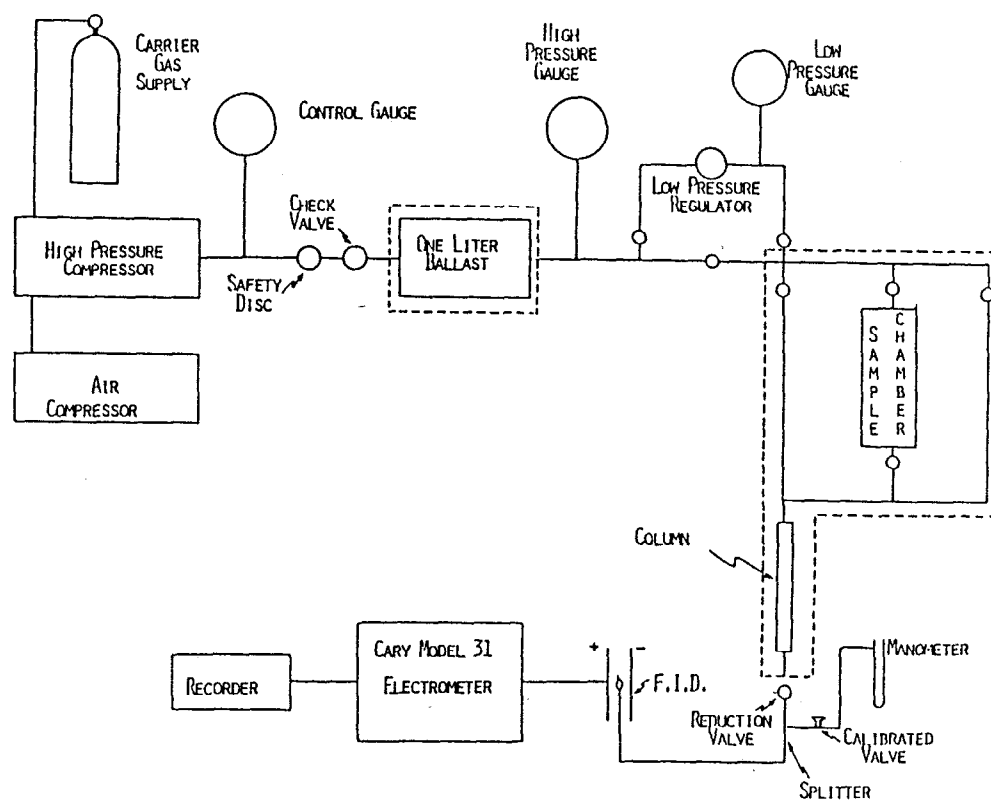 CARRIER
GAS
SUPPLY
CONTROL GAUGE
HIGH
PRESSURE
GAUGE
LOW
PRESSURE
GAUGE
LOW PRESSURE
REGULATOR
CHECK
VALVE
HIGH PRESSURE
COMPRESSOR
SAFETY
DISC
ONE LITER
BALLAST
SAMPLE
CHAMBER
AIR
COMPRESSOR
COLUMN
RECORDER
CARY MODEL 31
ELECTROMETER
+ -
F.I.D.
MANOMETER
REDUCTION
VALVE
CALIBRATED
VALVE
SPLITTER